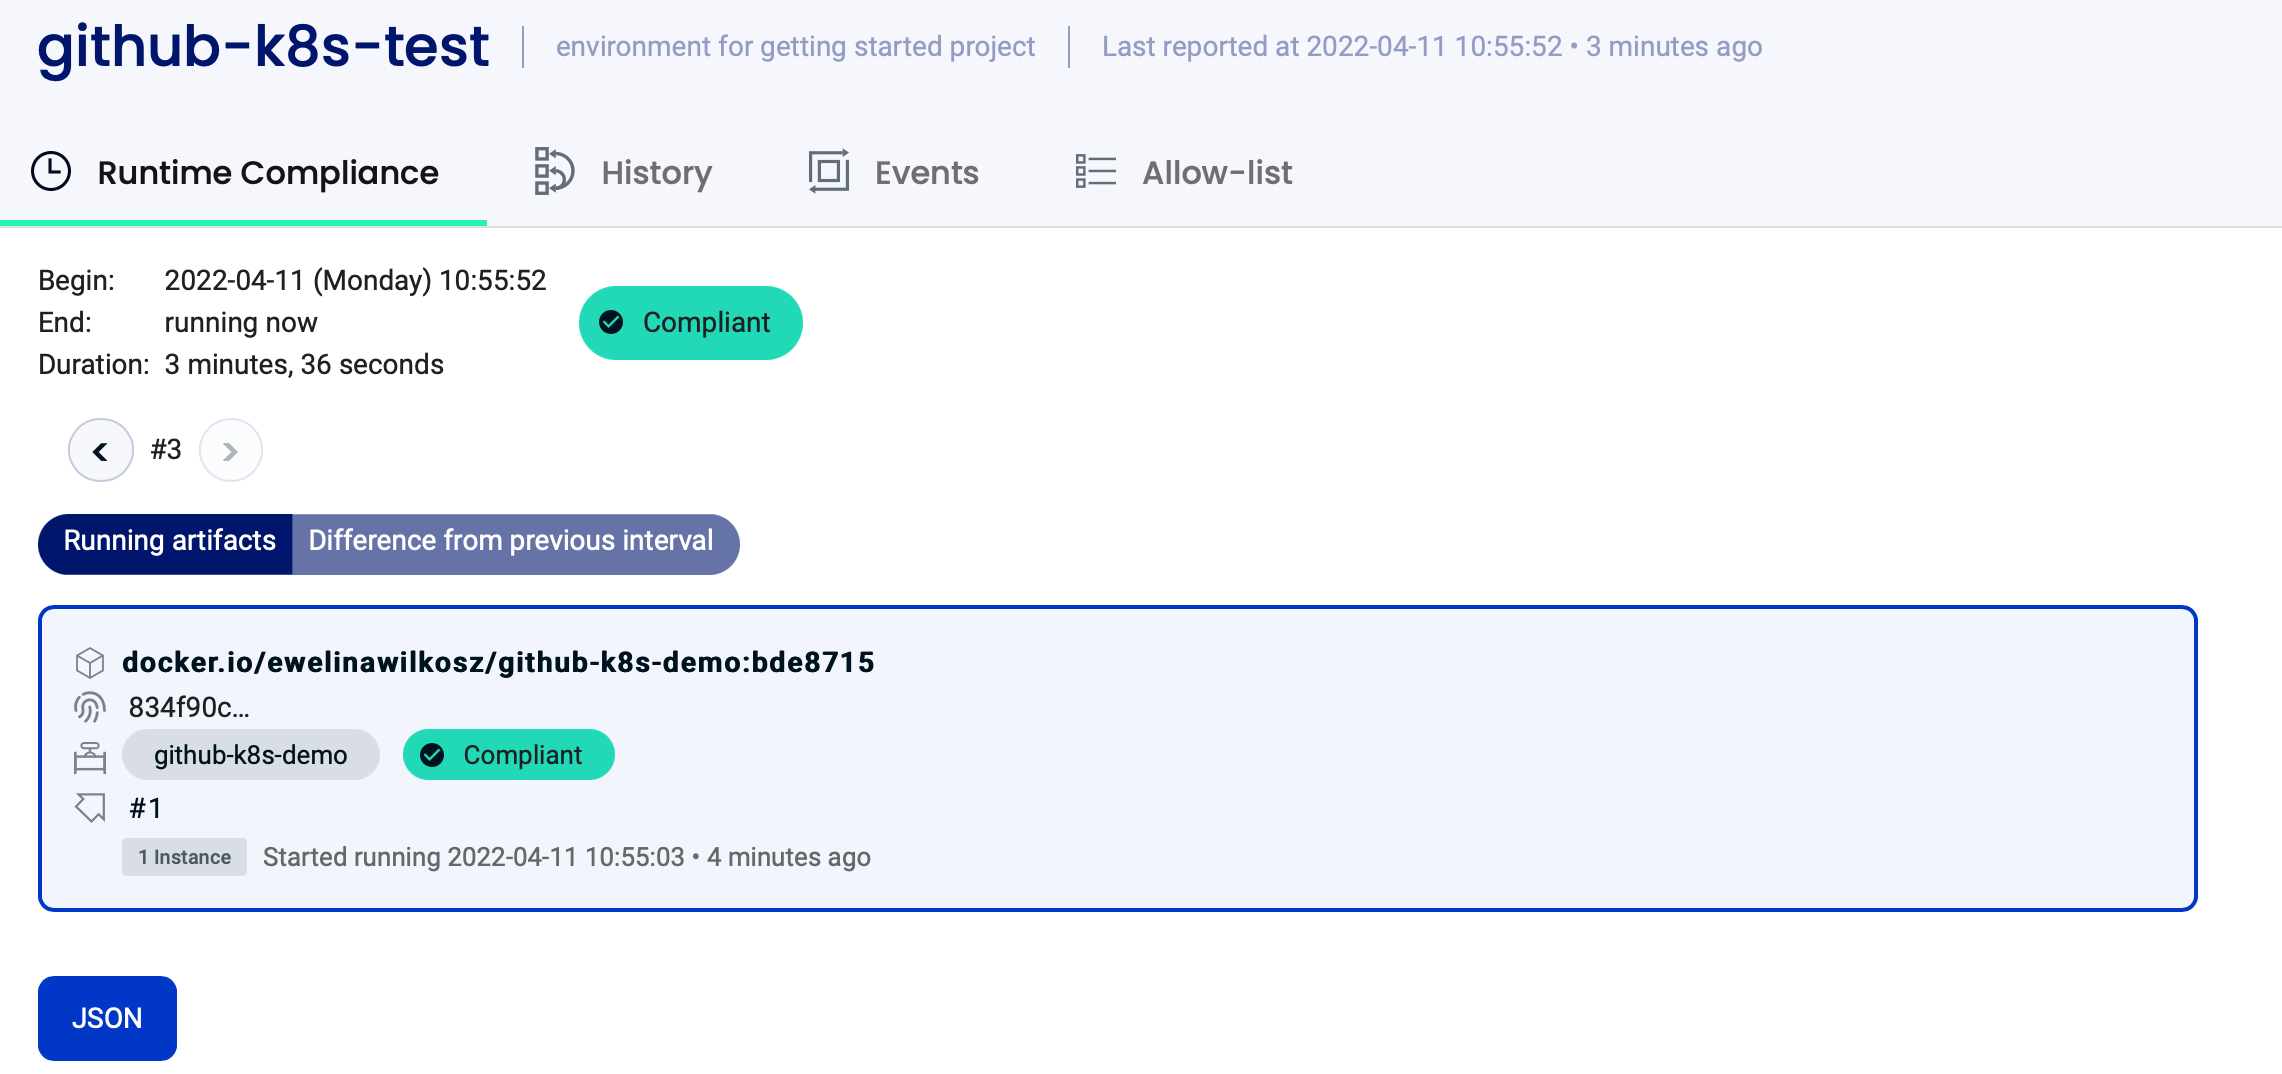 github-k8s-test environment for getting started project Last reported at 2022-04-11 10:55:52 • 3 minutes ago
Runtime Compliance History Events Allow-list
Begin: 2022-04-11 (Monday) 10:55:52
End: running now
Duration: 3 minutes, 36 seconds
Compliant
#3
Running artifacts Difference from previous interval
docker.io/ewelinawilkosz/github-k8s-demo:bde8715
834f90c...
github-k8s-demo Compliant
#1
1 Instance Started running 2022-04-11 10:55:03 • 4 minutes ago
JSON